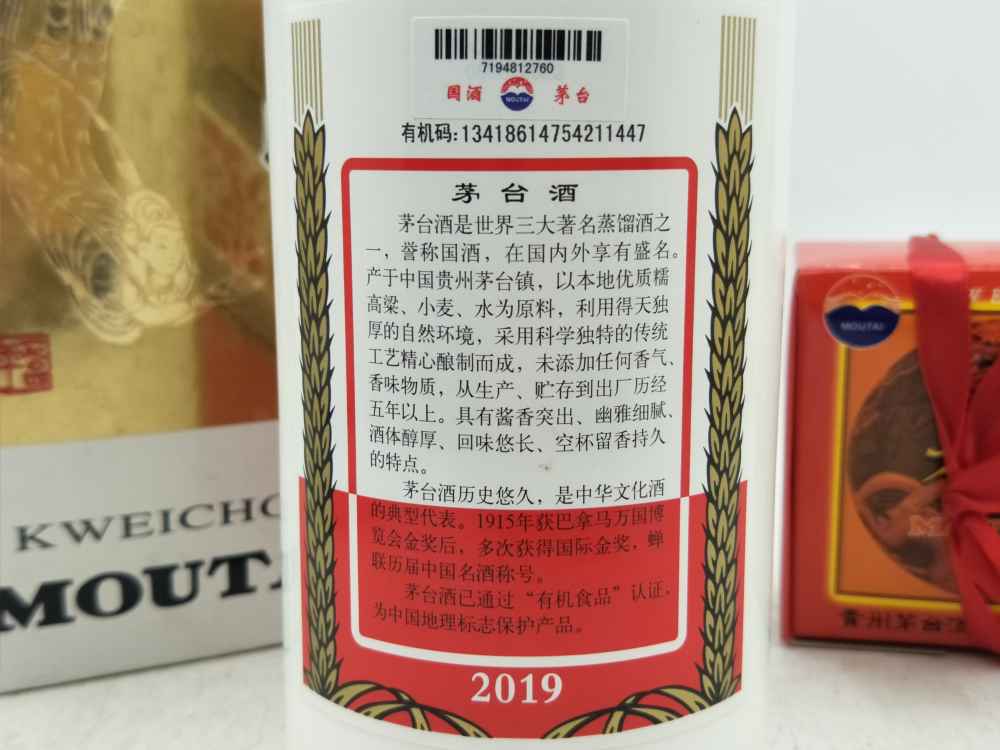 7194812760
国酒 MOUTAI 茅台
有机码:13418614754211447
茅台酒
茅台酒是世界三大著名蒸馏酒之
一，誉称国酒，在国内外享有盛名。
产于中国贵州茅台镇，以本地优质糯
高粱、小麦、水为原料，利用得天独
厚的自然环境，采用科学独特的传统
工艺精心酿制而成，未添加任何香气、
香味物质，从生产、贮存到出厂历经
五年以上。具有酱香突出、幽雅细腻、
酒体醇厚、回味悠长、空杯留香持久
的特点。
茅台酒历史悠久，是中华文化酒
的典型代表。1915年获巴拿马万国博
览会金奖后，多次获得国际金奖，蝉
联历届中国名酒称号。
茅台酒已通过“有机食品”认证，
为中国地理标志保护产品。
2019
KWEICHO
MOUTA
MOUTAI